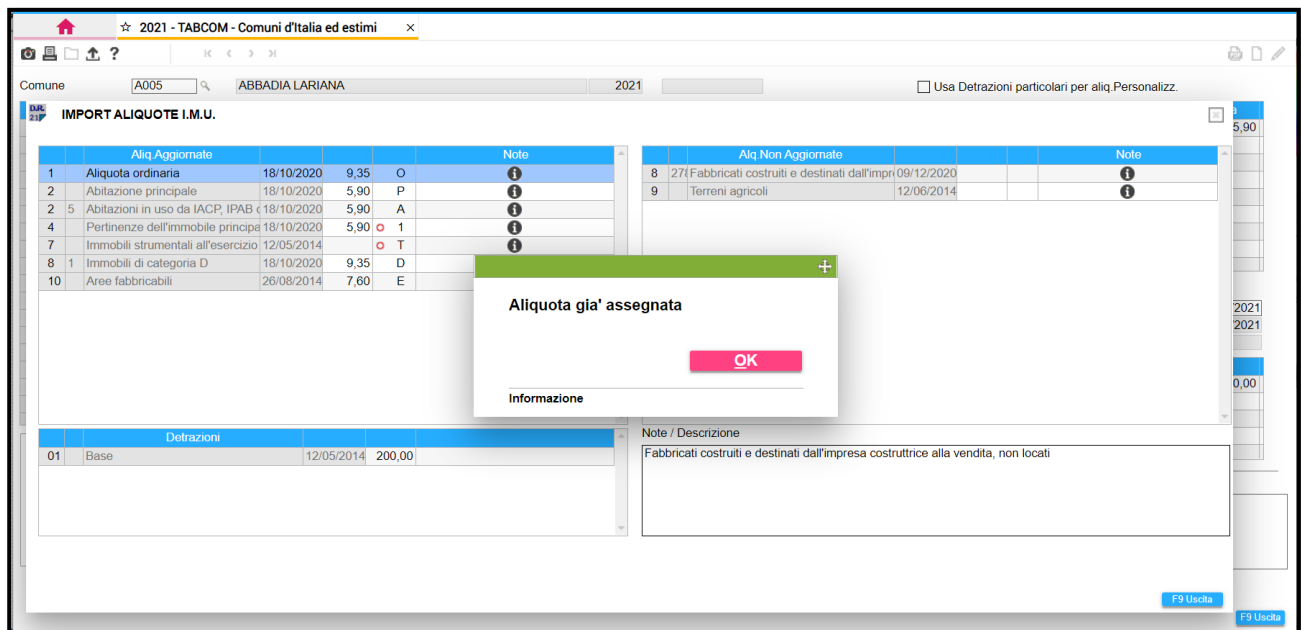 ☆ 2021 - TABCOM - Comuni d'Italia ed estimi ×
?
Comune A005 ABBADIA LARIANA 2021 Usa Detrazioni particolari per aliq.Personalizz.
D.R. 21 IMPORT ALIQUOTE I.M.U.
5,90
Aliq.Aggiornate Note
1 Aliquota ordinaria 18/10/2020 9,35 O
2 Abitazione principale 18/10/2020 5,90 P
2 5 Abitazioni in uso da IACP, IPAB 18/10/2020 5,90 A
4 Pertinenze dell'immobile principa 18/10/2020 5,90 1
7 Immobili strumentali all'esercizio 12/05/2014 T
8 1 Immobili di categoria D 18/10/2020 9,35 D
10 Aree fabbricabili 26/08/2014 7,60 E
Alq.Non Aggiornate Note
8 278 Fabbricati costruiti e destinati dall'impr 09/12/2020
9 Terreni agricoli 12/06/2014
Aliquota gia' assegnata
OK
Informazione
2021
2021
0,00
Detrazioni
01 Base 12/05/2014 200,00
Note / Descrizione
Fabbricati costruiti e destinati dall'impresa costruttrice alla vendita, non locati
F9 Uscita
F9 Uscita